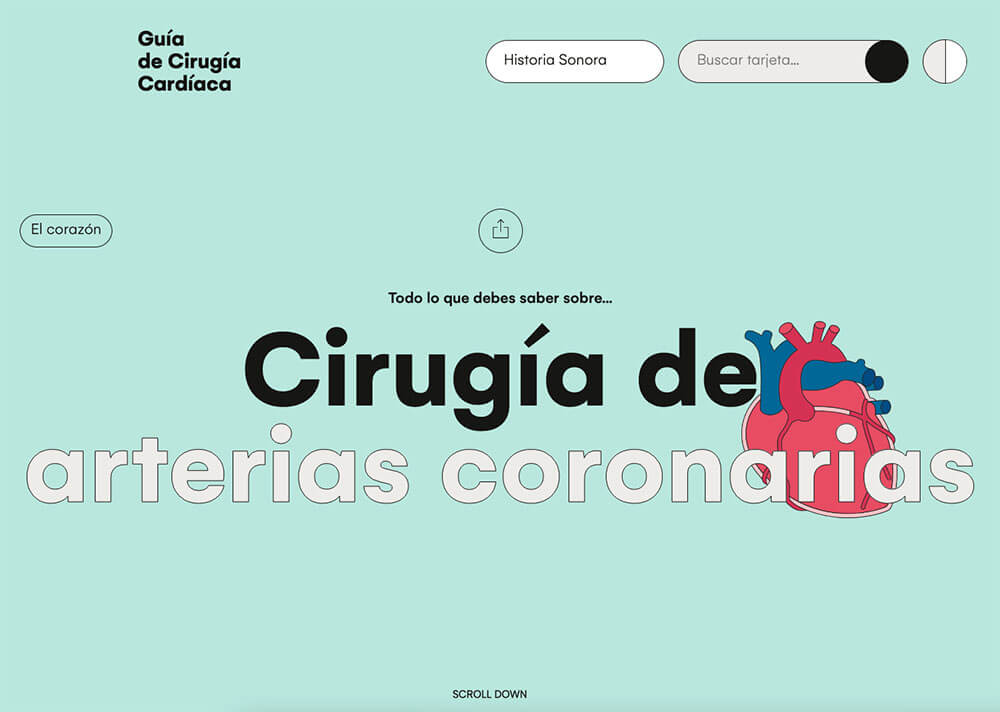 Guía
de Cirugía
Cardíaca
Historia Sonora
Buscar tarjeta...
El corazón
Todo lo que debes saber sobre...
Cirugía de
arterias coronarias
SCROLL DOWN